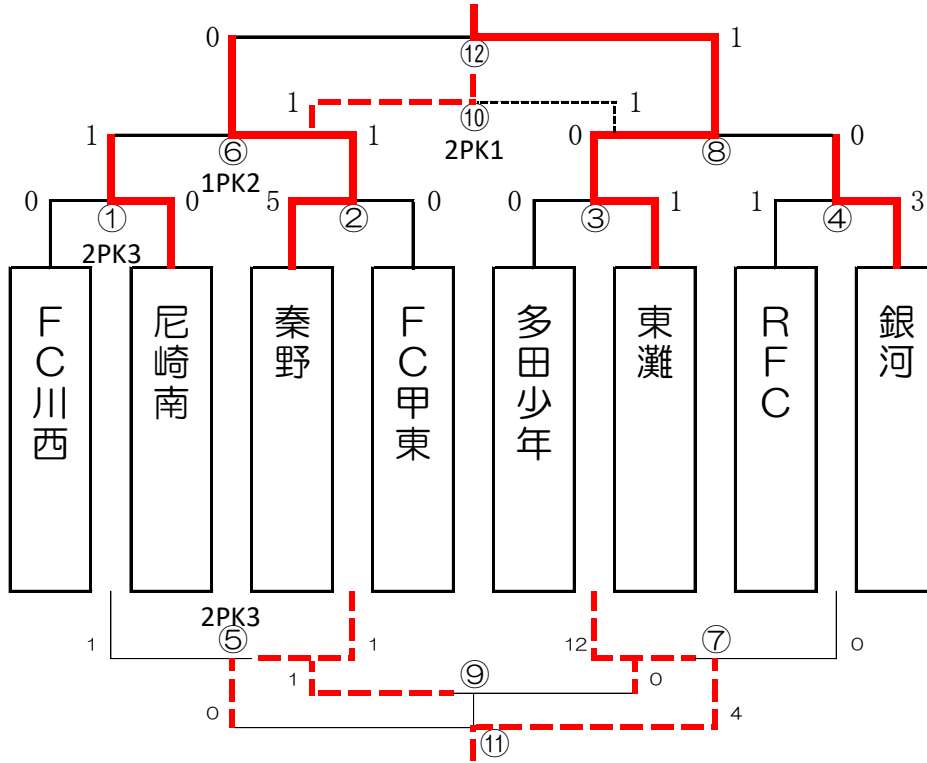 0 1
⑫
1 1
⑩
2PK1
1 1 0 0
⑥ ⑧
1PK2
0 0 5 0 0 1 1 3
① ② ③ ④
2PK3
FC川西
尼崎南
秦野
FC甲東
多田少年
東灘
RFC
銀河
2PK3
1 ⑤ 1 12 ⑦ 0
1 ⑨ 0
0 4
⑪